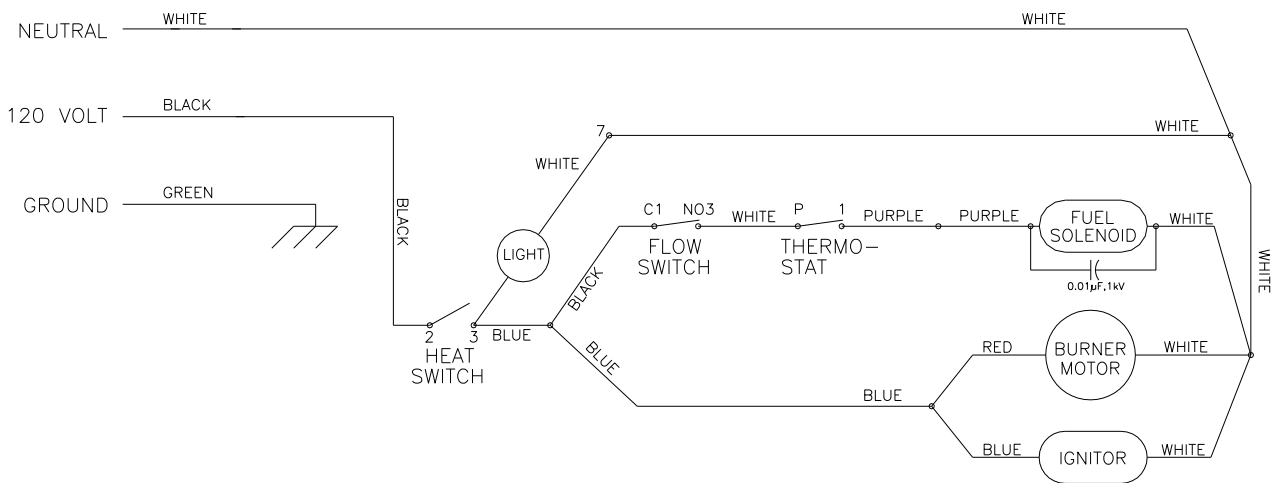 NEUTRAL
WHITE
WHITE
120 VOLT
BLACK
7
WHITE
WHITE
GROUND
GREEN
BLACK
C1 NO3
WHITE
P 1
PURPLE
PURPLE
FUEL
SOLENOID
WHITE
FLOW
SWITCH
THERMO-
STAT
LIGHT
BLACK
0.01µF,1kV
WHITE
2 3
BLUE
HEAT
SWITCH
BLUE
RED
BURNER
MOTOR
WHITE
BLUE
BLUE
IGNITOR
WHITE